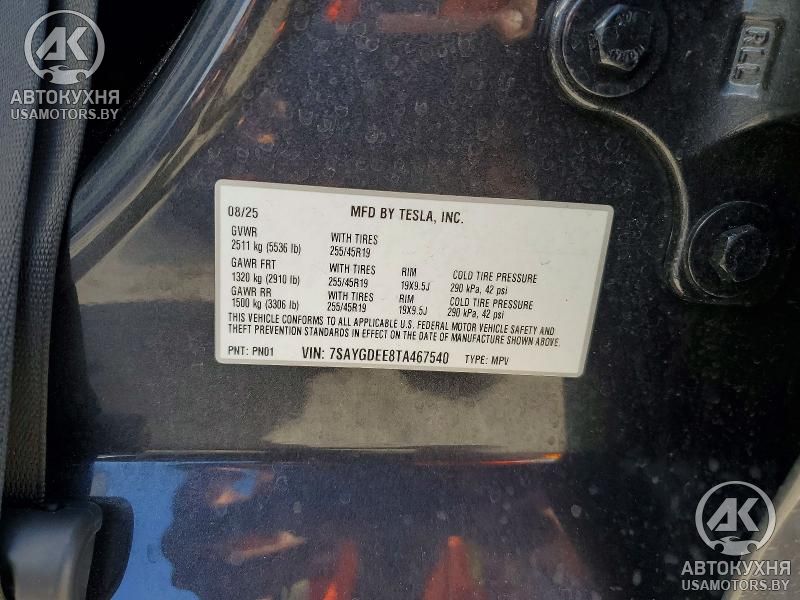 AK
АВТОКУХНЯ
USAMOTORS.BY
08/25 MFD BY TESLA, INC.
GVWR WITH TIRES
2511 kg (5536 lb) 255/45R19
GAWR FRT WITH TIRES RIM COLD TIRE PRESSURE
1320 kg (2910 lb) 255/45R19 19X9.5J 290 kPa, 42 psi
GAWR RR WITH TIRES RIM COLD TIRE PRESSURE
1500 kg (3306 lb) 255/45R19 19X9.5J 290 kPa, 42 psi
THIS VEHICLE CONFORMS TO ALL APPLICABLE U.S. FEDERAL MOTOR VEHICLE SAFETY AND
THEFT PREVENTION STANDARDS IN EFFECT ON THE DATE OF MANUFACTURE SHOWN ABOVE.
PNT: PN01 VIN: 7SAYGDEE8TA467540 TYPE: MPV
AK
АВТОКУХНЯ
USAMOTORS.BY